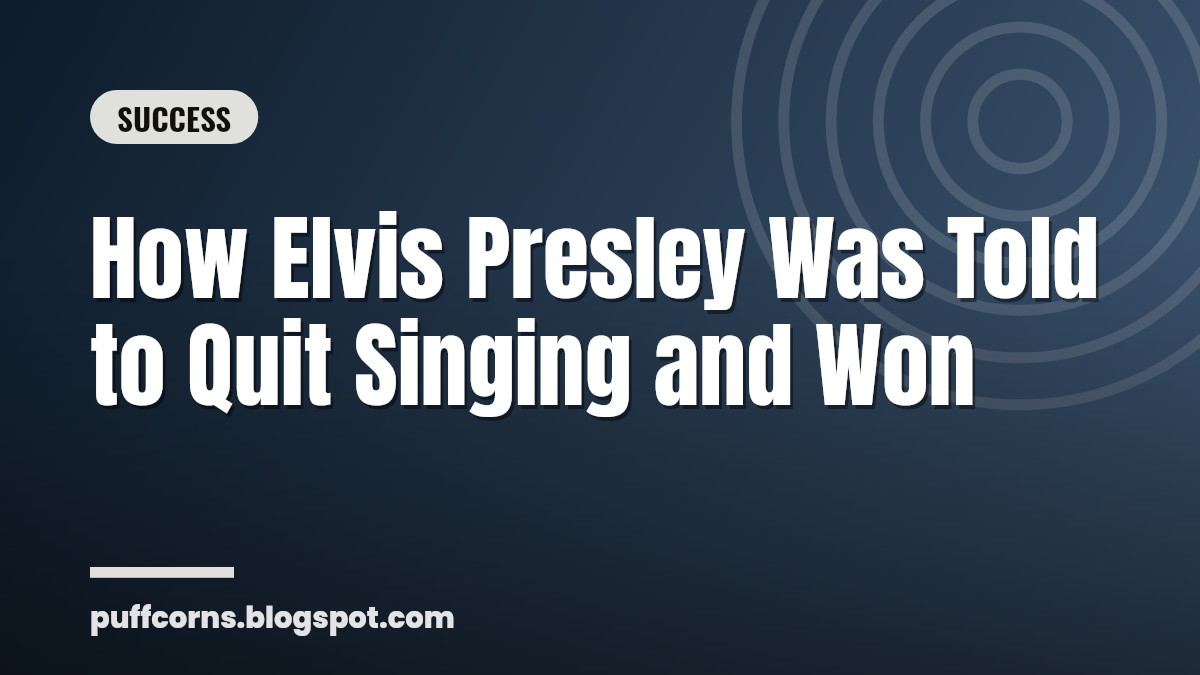 SUCCESS
How Elvis Presley Was Told
to Quit Singing and Won
puffcorns.blogspot.com